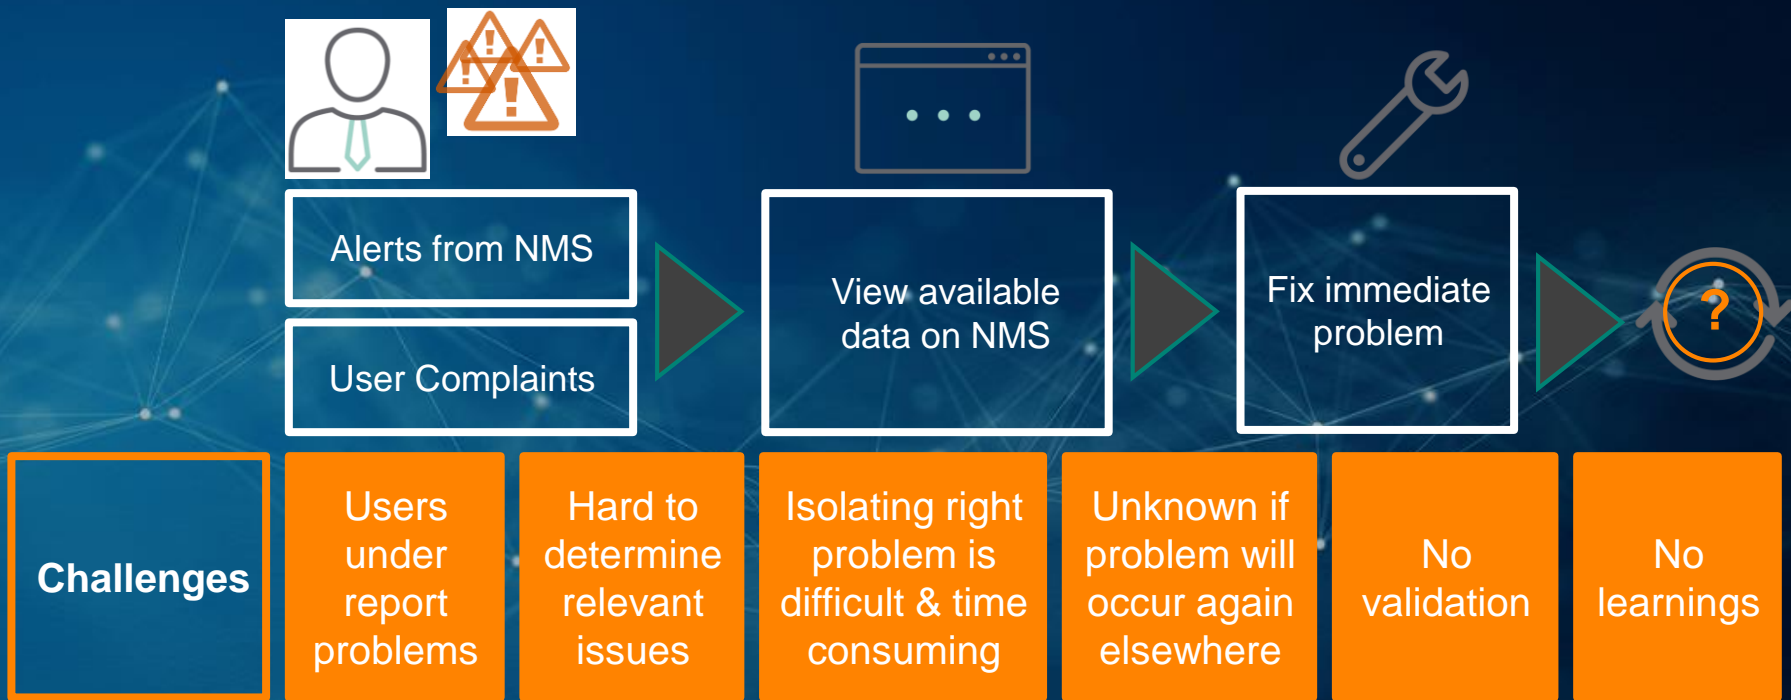 Alerts from NMS
User Complaints
View available
data on NMS
Fix immediate
problem
?
Challenges
Users
under
report
problems
Hard to
determine
relevant
issues
Isolating right
problem is
difficult & time
consuming
Unknown if
problem will
occur again
elsewhere
No
validation
No
learnings